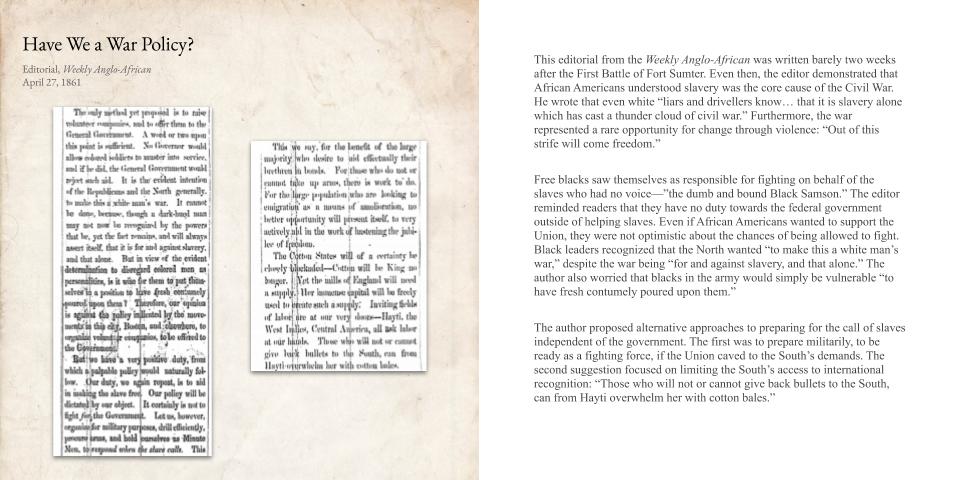 Have We a War Policy?
Editorial, Weekly Anglo-African
April 27, 1861
The only method yet proposed is to raise
volunteer companies, and to offer them to the
General Government. A word or two upon
this point is sufficient. No Governor would
allow colored soldiers to muster into service,
and if he did, the General Government would
reject such aid. It is the evident intention
of the Republicans and the North generally,
to make this a white man's war. It cannot
be done, because, though a dark-hued man
may not now be recognized by the powers
that be, yet the fact remains, and will always
assert itself, that it is for and against slavery,
and that alone. But in view of the evident
determination to disregard colored men as
personalities, is it wise for them to put them-
selves in a position to have fresh contumely
poured upon them? Therefore, our opinion
is against the policy indicated by the move-
ments in this city, Boston, and elsewhere, to
organize volunteer companies, to be offered to
the Government.
But we have a very positive duty, from
which a palpable policy would naturally fol-
low. Our duty, we again repeat, is to aid
in making the slave free. Our policy will be
dictated by our object. It certainly is not to
fight for the Government. Let us, however,
organize for military purposes, drill efficiently,
procure arms, and hold ourselves as Minute
Men, to respond when the slave calls. This
This we say, for the benefit of the large
majority who desire to aid effectually their
brethren in bonds. For those who do not or
cannot take up arms, there is work to do.
For the large population who are looking to
emigration as a means of amelioration, no
better opportunity will present itself, to very
actively aid in the work of hastening the jubi-
lee of freedom.
The Cotton States will of a certainty be
closely blockaded—Cotton will be King no
longer. Yet the mills of England will need
a supply. Her immense capital will be freely
used to create such a supply. Inviting fields
of labor are at our very doors—Hayti, the
West Indies, Central America, all ask labor
at our hands. Those who will not or cannot
give back bullets to the South, can from
Hayti overwhelm her with cotton bales.
This editorial from the Weekly Anglo-African was written barely two weeks
after the First Battle of Fort Sumter. Even then, the editor demonstrated that
African Americans understood slavery was the core cause of the Civil War.
He wrote that even white “liars and drivellers know… that it is slavery alone
which has cast a thunder cloud of civil war.” Furthermore, the war
represented a rare opportunity for change through violence: “Out of this
strife will come freedom.”
Free blacks saw themselves as responsible for fighting on behalf of the
slaves who had no voice—”the dumb and bound Black Samson.” The editor
reminded readers that they have no duty towards the federal government
outside of helping slaves. Even if African Americans wanted to support the
Union, they were not optimistic about the chances of being allowed to fight.
Black leaders recognized that the North wanted “to make this a white man’s
war,” despite the war being “for and against slavery, and that alone.” The
author also worried that blacks in the army would simply be vulnerable “to
have fresh contumely poured upon them.”
The author proposed alternative approaches to preparing for the call of slaves
independent of the government. The first was to prepare militarily, to be
ready as a fighting force, if the Union caved to the South’s demands. The
second suggestion focused on limiting the South’s access to international
recognition: “Those who will not or cannot give back bullets to the South,
can from Hayti overwhelm her with cotton bales.”